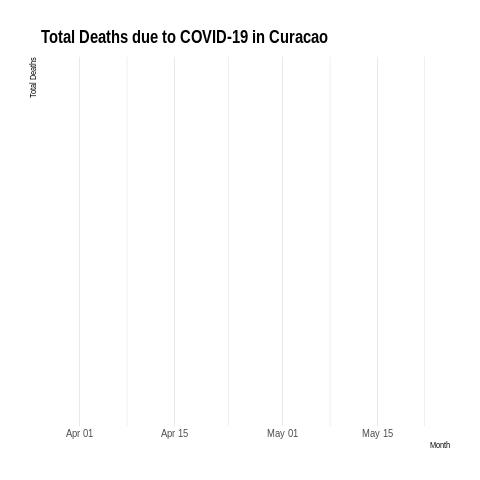 Total Deaths due to COVID-19 in Curacao
Total Deaths
Apr 01
Apr 15
May 01
May 15
Month